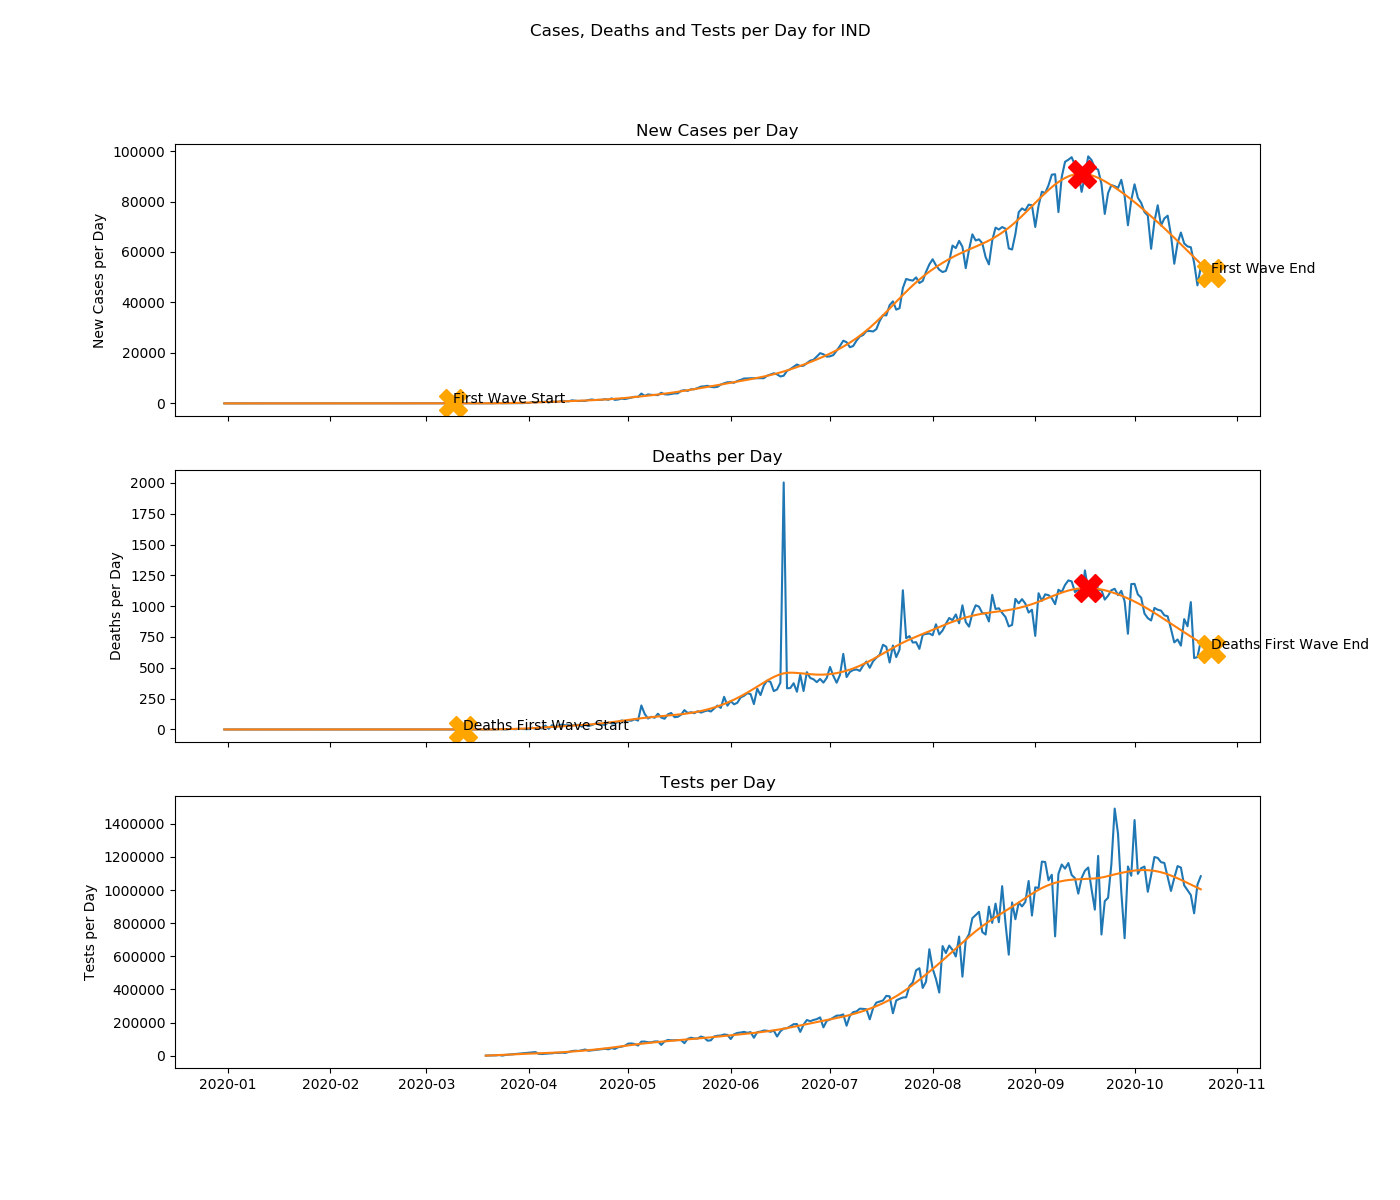 Cases, Deaths and Tests per Day for IND
New Cases per Day
100000
80000
60000
40000
20000
0
New Cases per Day
First Wave Start
First Wave End
Deaths per Day
2000
1750
1500
1250
1000
750
500
250
0
Deaths per Day
Deaths First Wave Start
Deaths First Wave End
Tests per Day
1400000
1200000
1000000
800000
600000
400000
200000
0
Tests per Day
2020-01 2020-02 2020-03 2020-04 2020-05 2020-06 2020-07 2020-08 2020-09 2020-10 2020-11